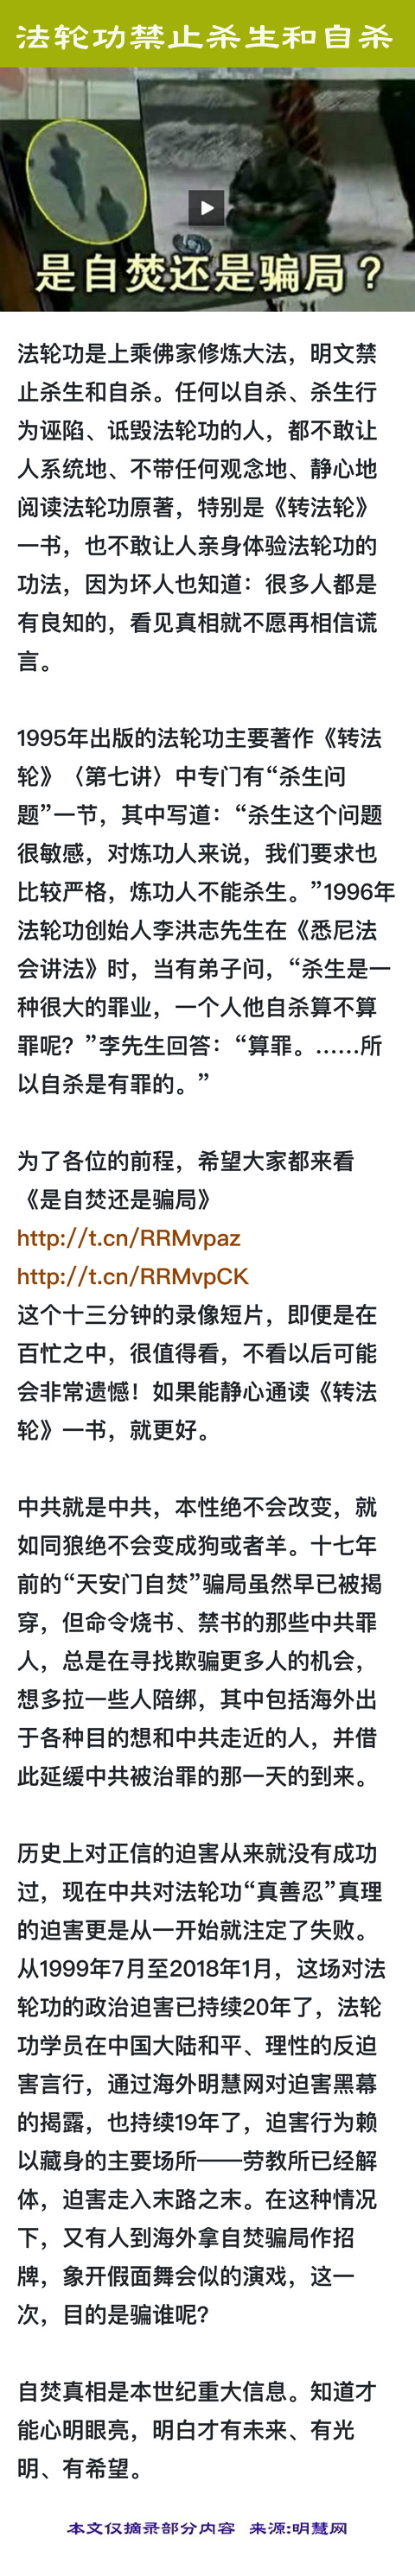 法轮功禁止杀生和自杀
是自焚还是骗局？
法轮功是上乘佛家修炼大法，明文禁
止杀生和自杀。任何以自杀、杀生行
为诬陷、诋毁法轮功的人，都不敢让
人系统地、不带任何观念地、静心地
阅读法轮功原著，特别是《转法轮》
一书，也不敢让人亲身体验法轮功的
功法，因为坏人也知道：很多人都是
有良知的，看见真相就不愿再相信谎
言。
1995年出版的法轮功主要著作《转法
轮》〈第七讲〉中专门有“杀生问
题”一节，其中写道：“杀生这个问题
很敏感，对炼功人来说，我们要求也
比较严格，炼功人不能杀生。”1996年
法轮功创始人李洪志先生在《悉尼法
会讲法》时，当有弟子问，“杀生是一
种很大的罪业，一个人他自杀算不算
罪呢？”李先生回答：“算罪。……所
以自杀是有罪的。”
为了各位的前程，希望大家都来看
《是自焚还是骗局》
http://t.cn/RRMvpaz
http://t.cn/RRMvpCK
这个十三分钟的录像短片，即便是在
百忙之中，很值得看，不看以后可能
会非常遗憾！如果能静心通读《转法
轮》一书，就更好。
中共就是中共，本性绝不会改变，就
如同狼绝不会变成狗或者羊。十七年
前的“天安门自焚”骗局虽然早已被揭
穿，但命令烧书、禁书的那些中共罪
人，总是在寻找欺骗更多人的机会，
想多拉一些人陪绑，其中包括海外出
于各种目的想和中共走近的人，并借
此延缓中共被治罪的那一天的到来。
历史上对正信的迫害从来就没有成功
过，现在中共对法轮功“真善忍”真理
的迫害更是从一开始就注定了失败。
从1999年7月至2018年1月，这场对法
轮功的政治迫害已持续20年了，法轮
功学员在中国大陆和平、理性的反迫
害言行，通过海外明慧网对迫害黑幕
的揭露，也持续19年了，迫害行为赖
以藏身的主要场所——劳教所已经解
体，迫害走入末路之末。在这种情况
下，又有人到海外拿自焚骗局作招
牌，象开假面舞会似的演戏，这一
次，目的是骗谁呢?
自焚真相是本世纪重大信息。知道才
能心明眼亮，明白才有未来、有光
明、有希望。
本文仅摘录部分内容 来源:明慧网